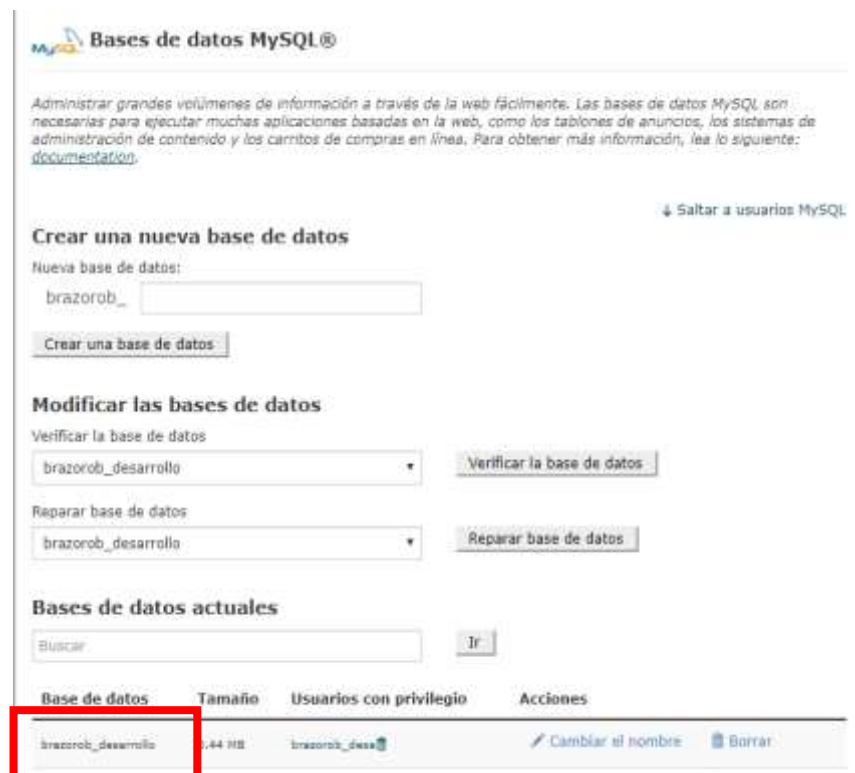 MySQL Bases de datos MySQL®
Administrar grandes volúmenes de información a través de la web fácilmente. Las bases de datos MySQL son
necesarias para ejecutar muchas aplicaciones basadas en la web, como los tablones de anuncios, los sistemas de
administración de contenido y los carritos de compras en línea. Para obtener más información, lea lo siguiente:
documentation.
↓ Saltar a usuarios MySQL
Crear una nueva base de datos
Nueva base de datos:
brazorob_
Crear una base de datos
Modificar las bases de datos
Verificar la base de datos
brazorob_desarrollo Verificar la base de datos
Reparar base de datos
brazorob_desarrollo Reparar base de datos
Bases de datos actuales
Buscar Ir
Base de datos Tamaño Usuarios con privilegio Acciones
brazorob_desarrollo .44 MB brazorob_desa Cambiar el nombre Borrar